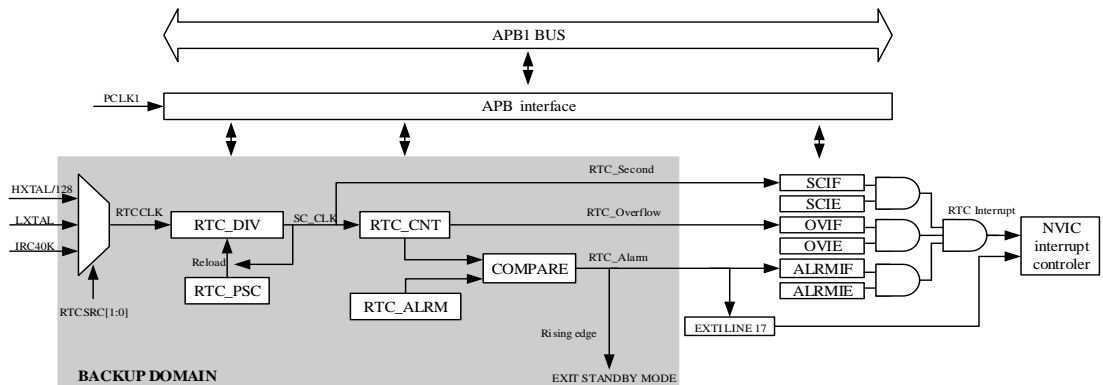 APB1 BUS
PCLK1
APB interface
HXTAL/128
LXTAL
IRC40K
RTCCLK
RTCSRC[1:0]
RTC_DIV
SC_CLK
Reload
RTC_PSC
RTC_CNT
RTC_ALRM
COMPARE
RTC_Second
RTC_Overflow
RTC_Alarm
Rising edge
EXIT STANDBY MODE
BACKUP DOMAIN
SCIF
SCIE
OVIF
OVIE
ALRMIF
ALRMIE
EXTI LINE 17
RTC Interrupt
NVIC
interrupt
controler